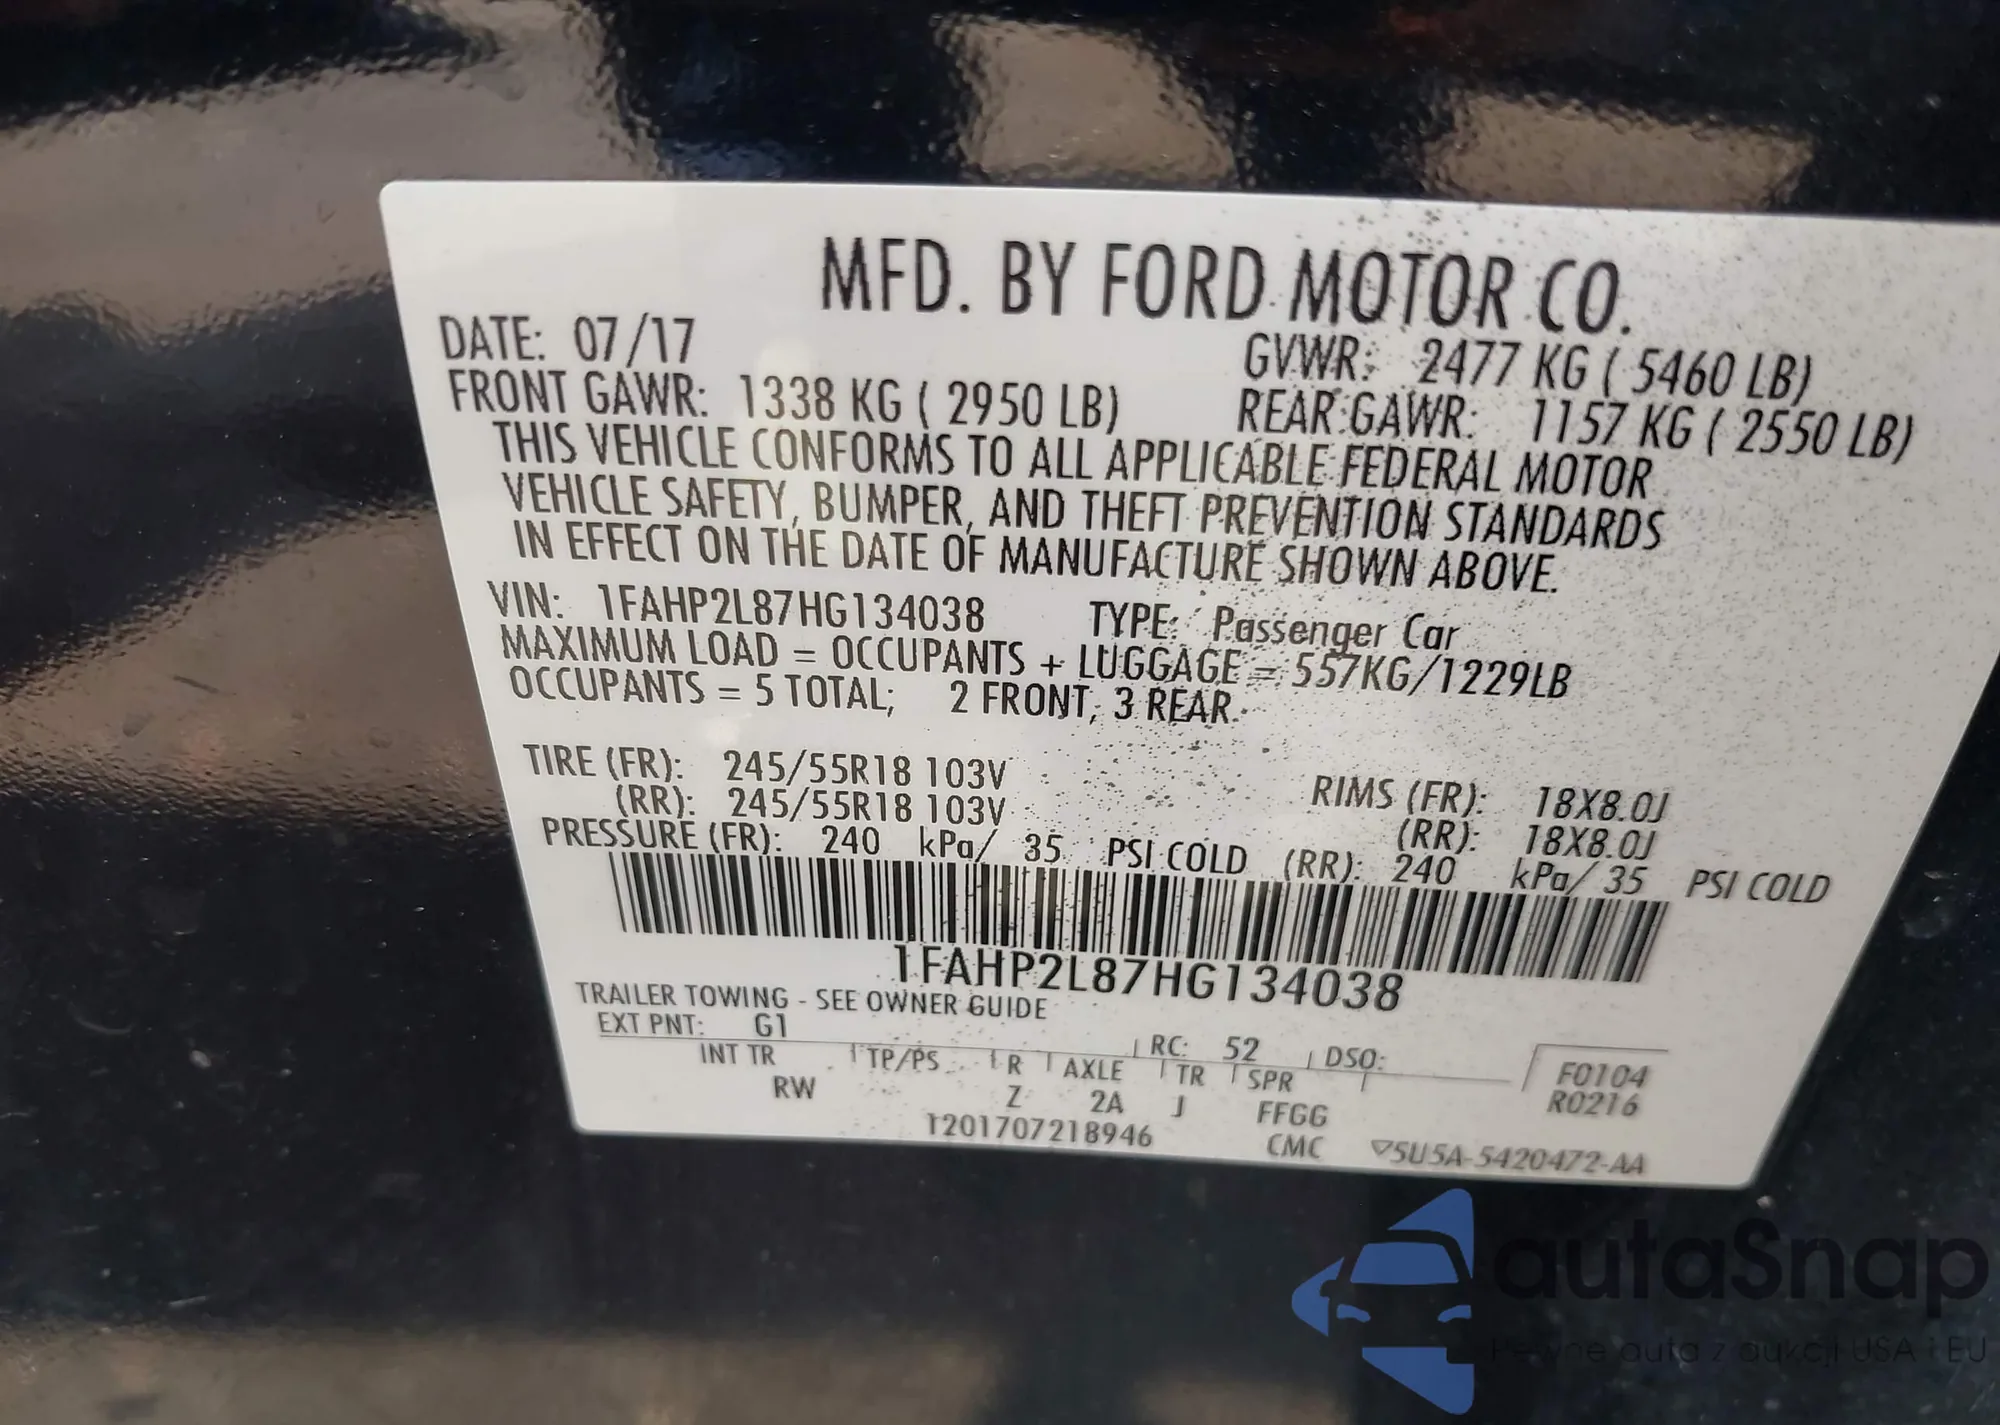 MFD. BY FORD MOTOR CO.
DATE: 07/17 GVWR: 2477 KG ( 5460 LB)
FRONT GAWR: 1338 KG ( 2950 LB) REAR GAWR: 1157 KG ( 2550 LB)
THIS VEHICLE CONFORMS TO ALL APPLICABLE FEDERAL MOTOR
VEHICLE SAFETY, BUMPER, AND THEFT PREVENTION STANDARDS
IN EFFECT ON THE DATE OF MANUFACTURE SHOWN ABOVE.
VIN: 1FAHP2L87HG134038 TYPE: Passenger Car
MAXIMUM LOAD = OCCUPANTS + LUGGAGE = 557KG/1229LB
OCCUPANTS = 5 TOTAL; 2 FRONT, 3 REAR
TIRE (FR): 245/55R18 103V RIMS (FR): 18X8.0J
(RR): 245/55R18 103V (RR): 18X8.0J
PRESSURE (FR): 240 kPa/ 35 PSI COLD (RR): 240 kPa/ 35 PSI COLD
1FAHP2L87HG134038
TRAILER TOWING - SEE OWNER GUIDE
EXT PNT: G1 RC: 52 DSO: F0104
INT TR TP/PS R AXLE TR SPR R0216
RW Z 2A J FFGG
T201707218946 CMC ▽5U5A-5420472-AA
autaSnap
Pewne auta z aukcji USA i EU